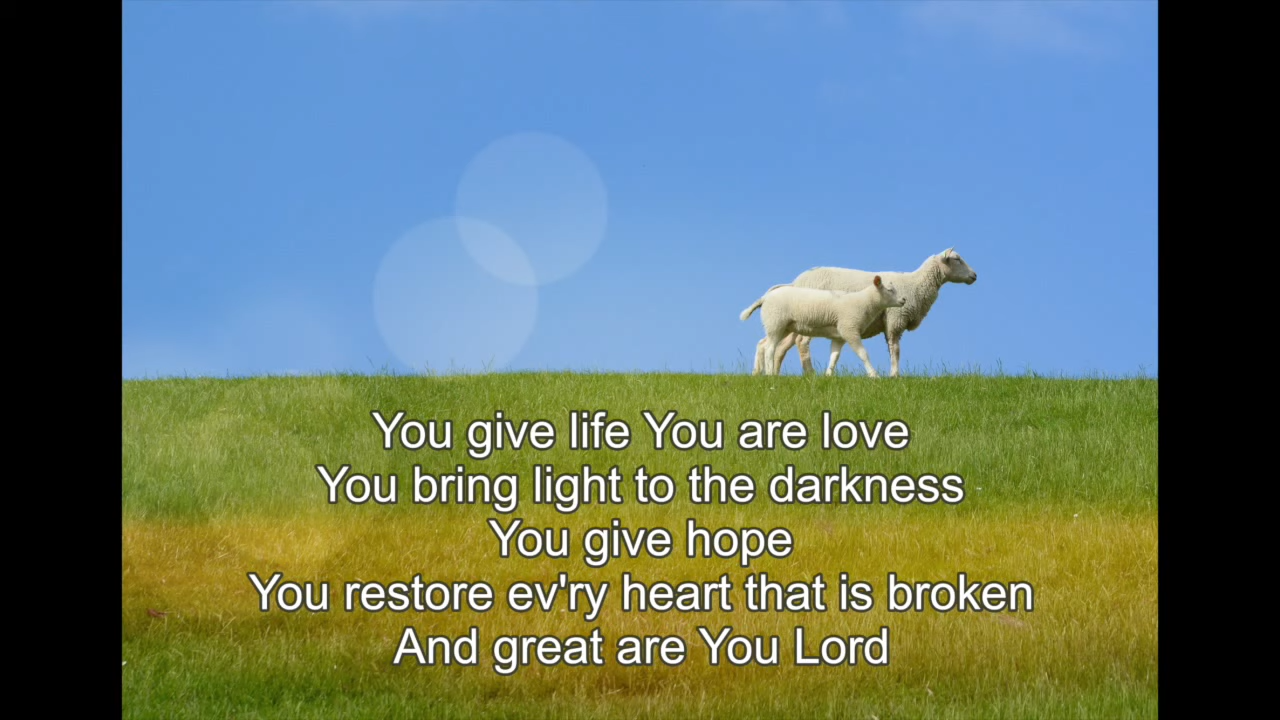 You give life You are love
You bring light to the darkness
You give hope
You restore ev'ry heart that is broken
And great are You Lord